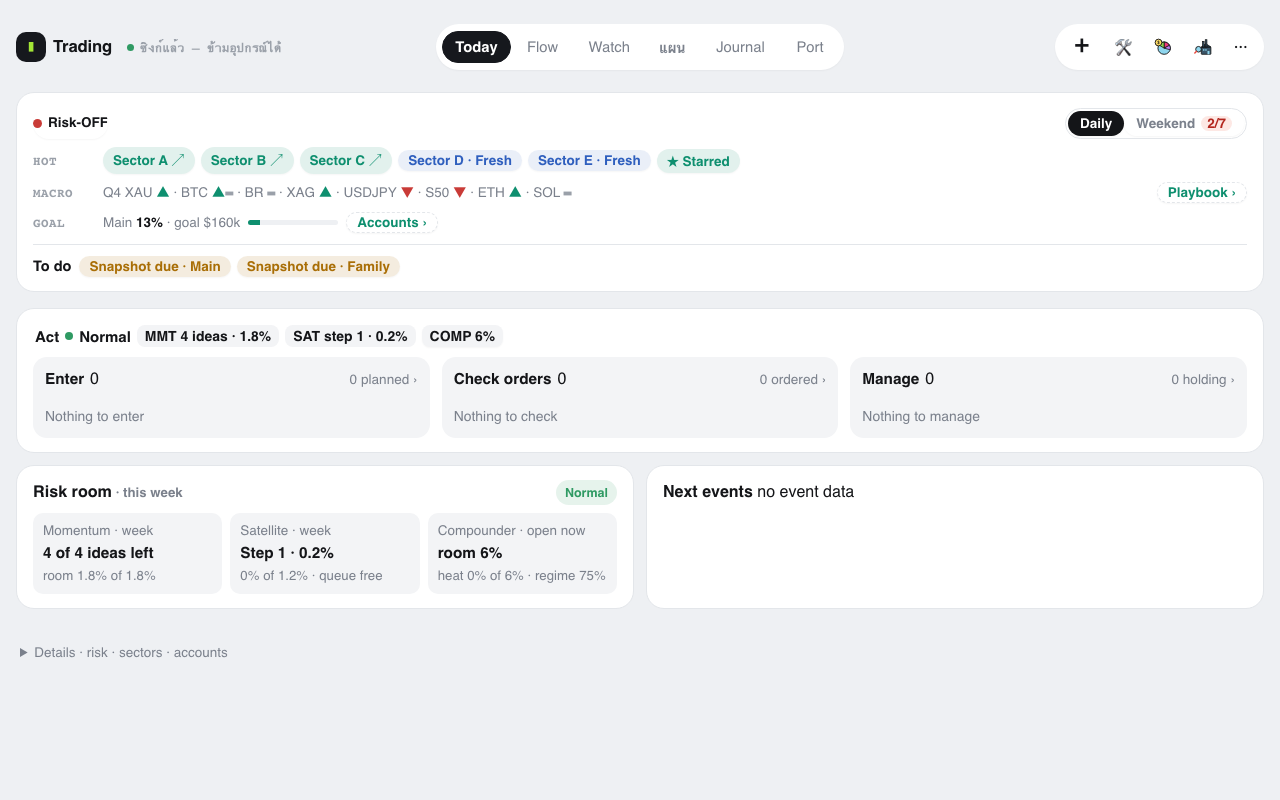 Trading ซิงก์แล้ว — ข้ามอุปกรณ์ได้ Today Flow Watch แผน Journal Port + ···
Risk-OFF Daily Weekend 2/7
HOT Sector A ↗ Sector B ↗ Sector C ↗ Sector D · Fresh Sector E · Fresh ★ Starred
MACRO Q4 XAU ▲ · BTC ▲▬ · BR ▬ · XAG ▲ · USDJPY ▼ · S50 ▼ · ETH ▲ · SOL ▬ Playbook ›
GOAL Main 13% · goal $160k Accounts ›
To do Snapshot due · Main Snapshot due · Family
Act Normal MMT 4 ideas · 1.8% SAT step 1 · 0.2% COMP 6%
Enter 0 0 planned › Check orders 0 0 ordered › Manage 0 0 holding ›
Nothing to enter Nothing to check Nothing to manage
Risk room · this week Normal Next events no event data
Momentum · week Satellite · week Compounder · open now
4 of 4 ideas left Step 1 · 0.2% room 6%
room 1.8% of 1.8% 0% of 1.2% · queue free heat 0% of 6% · regime 75%
▶ Details · risk · sectors · accounts